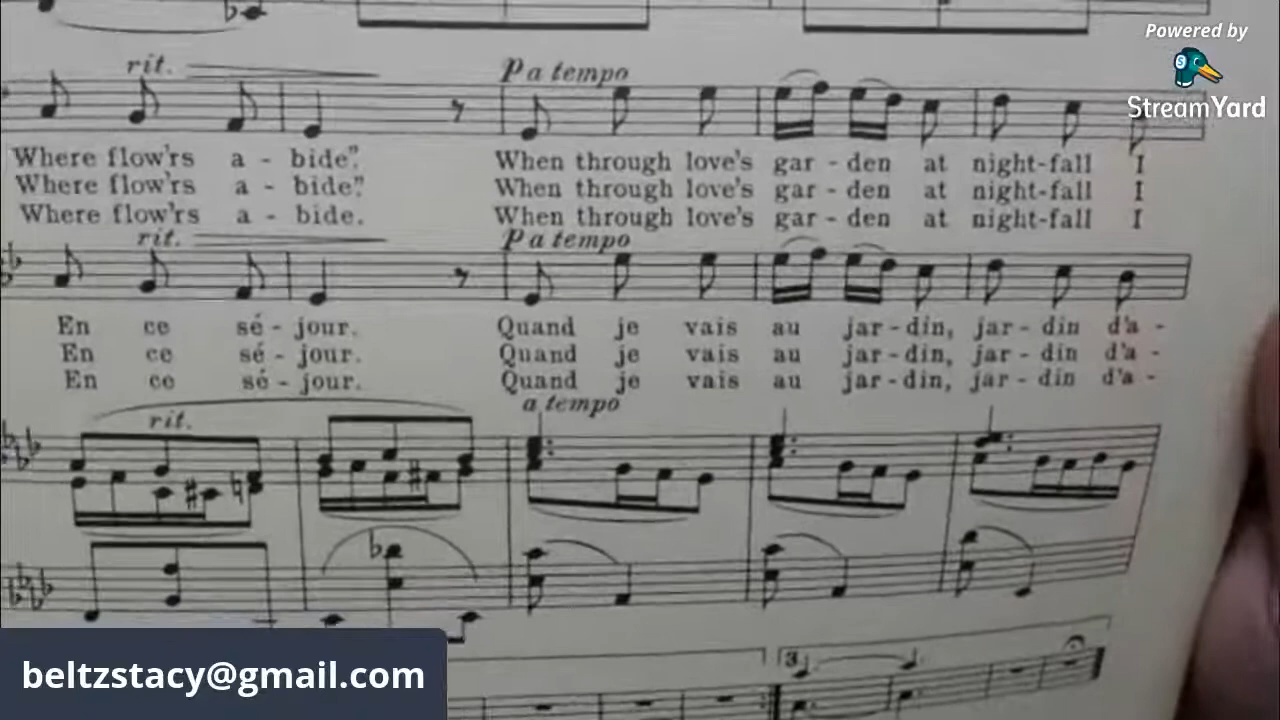 Powered by
StreamYard
rit.
P a tempo
Where flow'rs a - bide". When through love's gar - den at night-fall I
Where flow'rs a - bide." When through love's gar - den at night-fall I
Where flow'rs a - bide. When through love's gar - den at night-fall I
rit.
P a tempo
En ce sé - jour. Quand je vais au jar - din, jar - din d'a -
En ce sé - jour. Quand je vais au jar - din, jar - din d'a -
En ce sé - jour. Quand je vais au jar - din, jar - din d'a -
rit.
a tempo
3
beltzstacy@gmail.com